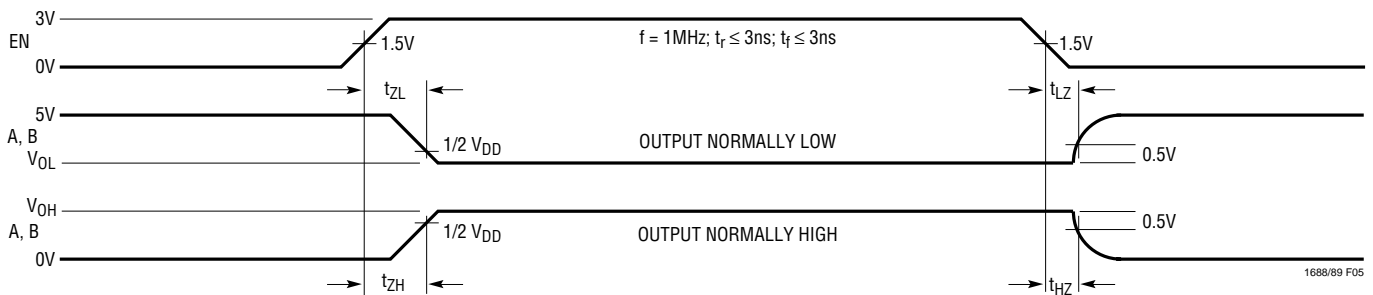 3V
EN
1.5V
f = 1MHz; tr ≤ 3ns; tf ≤ 3ns
1.5V
0V
tZL
tLZ
5V
A, B
1/2 VDD
OUTPUT NORMALLY LOW
0.5V
VOL
VOH
A, B
1/2 VDD
OUTPUT NORMALLY HIGH
0.5V
0V
tZH
tHZ
1688/89 F05